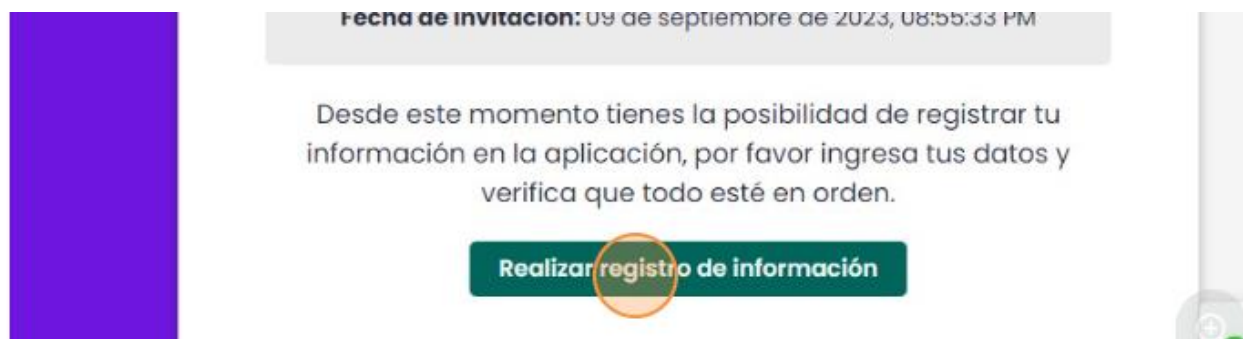 Fecha de invitación: 09 de septiembre de 2023, 08:55:33 PM
Desde este momento tienes la posibilidad de registrar tu
información en la aplicación, por favor ingresa tus datos y
verifica que todo esté en orden.
Realizar registro de información